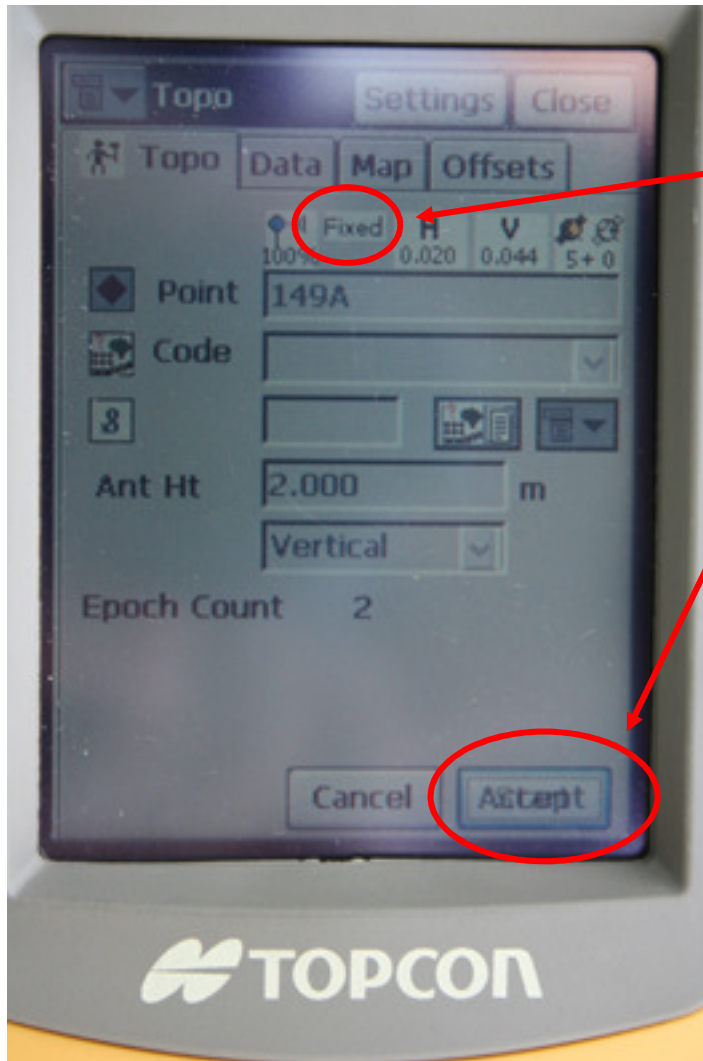 Topo Settings Close
Topo Data Map Offsets
Fixed H V
100% 0.020 0.044 5+ 0
Point 149A
Code
8
Ant Ht 2.000 m
Vertical
Epoch Count 2
Cancel
TOPCON